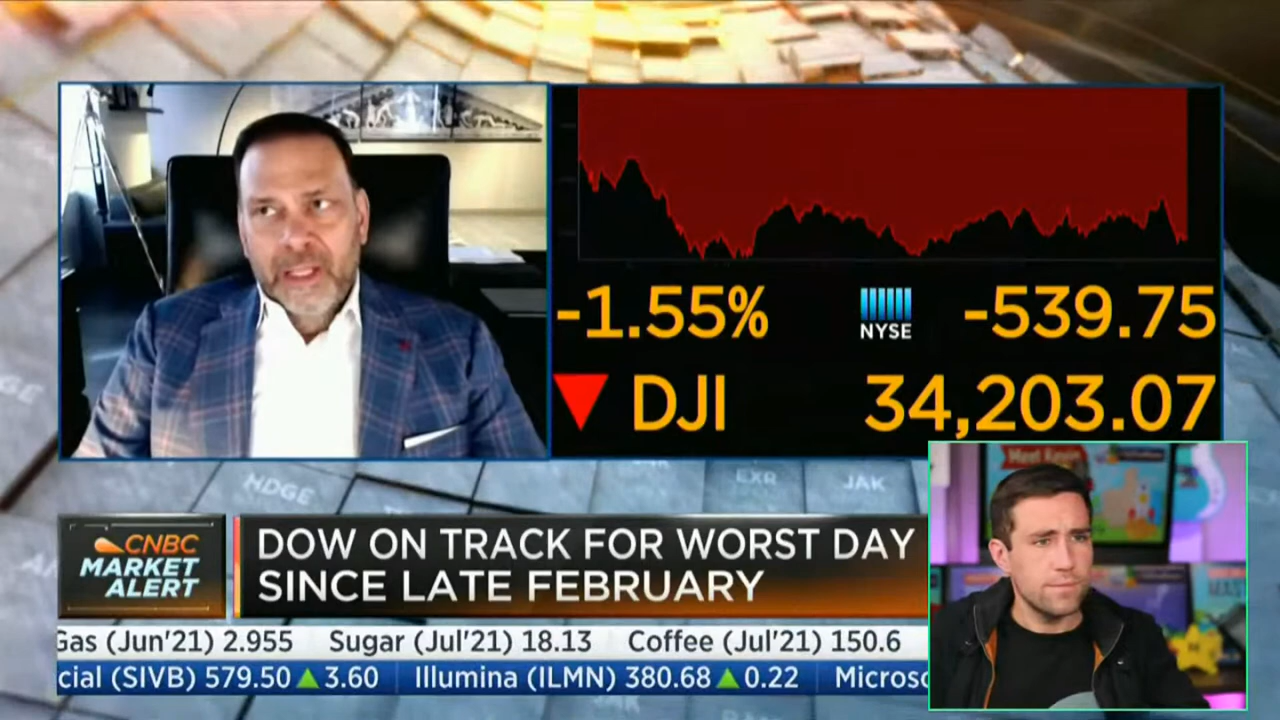 -1.55%
NYSE
-539.75
DJI
34,203.07
Meet Kevin
HDGE
EXR
JAK
CNBC
MARKET
ALERT
DOW ON TRACK FOR WORST DAY
SINCE LATE FEBRUARY
Gas (Jun'21) 2.955 Sugar (Jul'21) 18.13 Coffee (Jul'21) 150.6
cial (SIVB) 579.50 3.60 Illumina (ILMN) 380.68 0.22 Microso